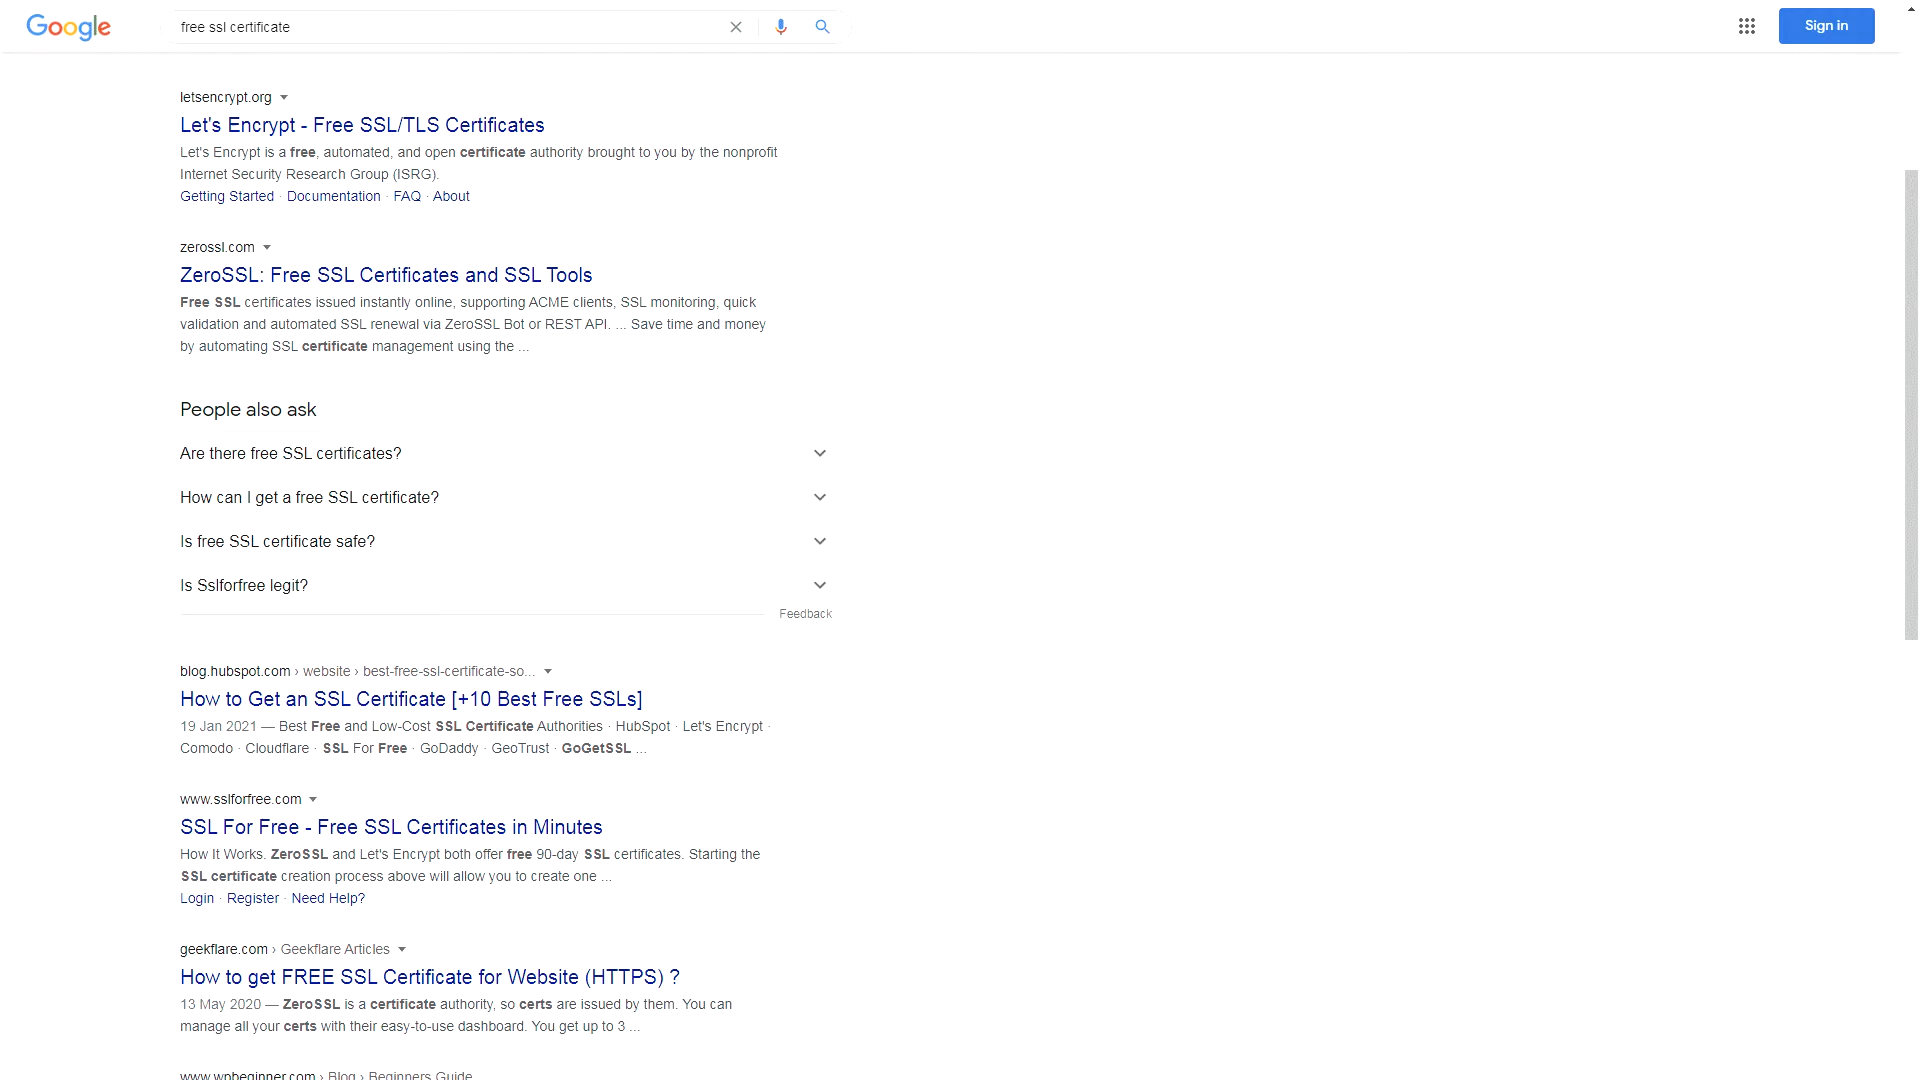 Google
free ssl certificate
Sign in
letsencrypt.org
Let's Encrypt - Free SSL/TLS Certificates
Let's Encrypt is a free, automated, and open certificate authority brought to you by the nonprofit
Internet Security Research Group (ISRG).
Getting Started · Documentation · FAQ · About
zerossl.com
ZeroSSL: Free SSL Certificates and SSL Tools
Free SSL certificates issued instantly online, supporting ACME clients, SSL monitoring, quick
validation and automated SSL renewal via ZeroSSL Bot or REST API. ... Save time and money
by automating SSL certificate management using the ...
People also ask
Are there free SSL certificates?
How can I get a free SSL certificate?
Is free SSL certificate safe?
Is Sslforfree legit?
Feedback
blog.hubspot.com › website › best-free-ssl-certificate-so...
How to Get an SSL Certificate [+10 Best Free SSLs]
19 Jan 2021 — Best Free and Low-Cost SSL Certificate Authorities · HubSpot · Let's Encrypt ·
Comodo · Cloudflare · SSL For Free · GoDaddy · GeoTrust · GoGetSSL ...
www.sslforfree.com
SSL For Free - Free SSL Certificates in Minutes
How It Works. ZeroSSL and Let's Encrypt both offer free 90-day SSL certificates. Starting the
SSL certificate creation process above will allow you to create one ...
Login · Register · Need Help?
geekflare.com › Geekflare Articles
How to get FREE SSL Certificate for Website (HTTPS) ?
13 May 2020 — ZeroSSL is a certificate authority, so certs are issued by them. You can
manage all your certs with their easy-to-use dashboard. You get up to 3 ...
www.wpbeginner.com › Blog › Beginners Guide